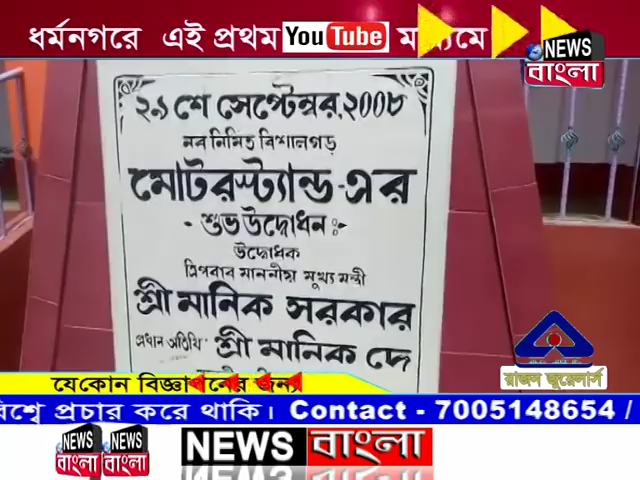 ধর্মনগরে এই প্রথম YouTube মাধ্যমে
NEWS
বাংলা
২১ শে সেপ্টেম্বর, ২০০৮
নব নির্মিত বিশালগড়
মোটরস্ট্যান্ড-এর
- শুভ উদ্বোধন :-
উদ্বোধক
ত্রিপুরার মাননীয় মুখ্য মন্ত্রী
শ্রী মানিক সরকার
প্রধান অতিথি শ্রী মানিক দে
রাজল জুয়েলার্স
যেকোন বিজ্ঞাপনের জন্য
বিশ্বে প্রচার করে থাকি। Contact - 7005148654 /
NEWS NEWS
বাংলা বাংলা
NEWS বাংলা